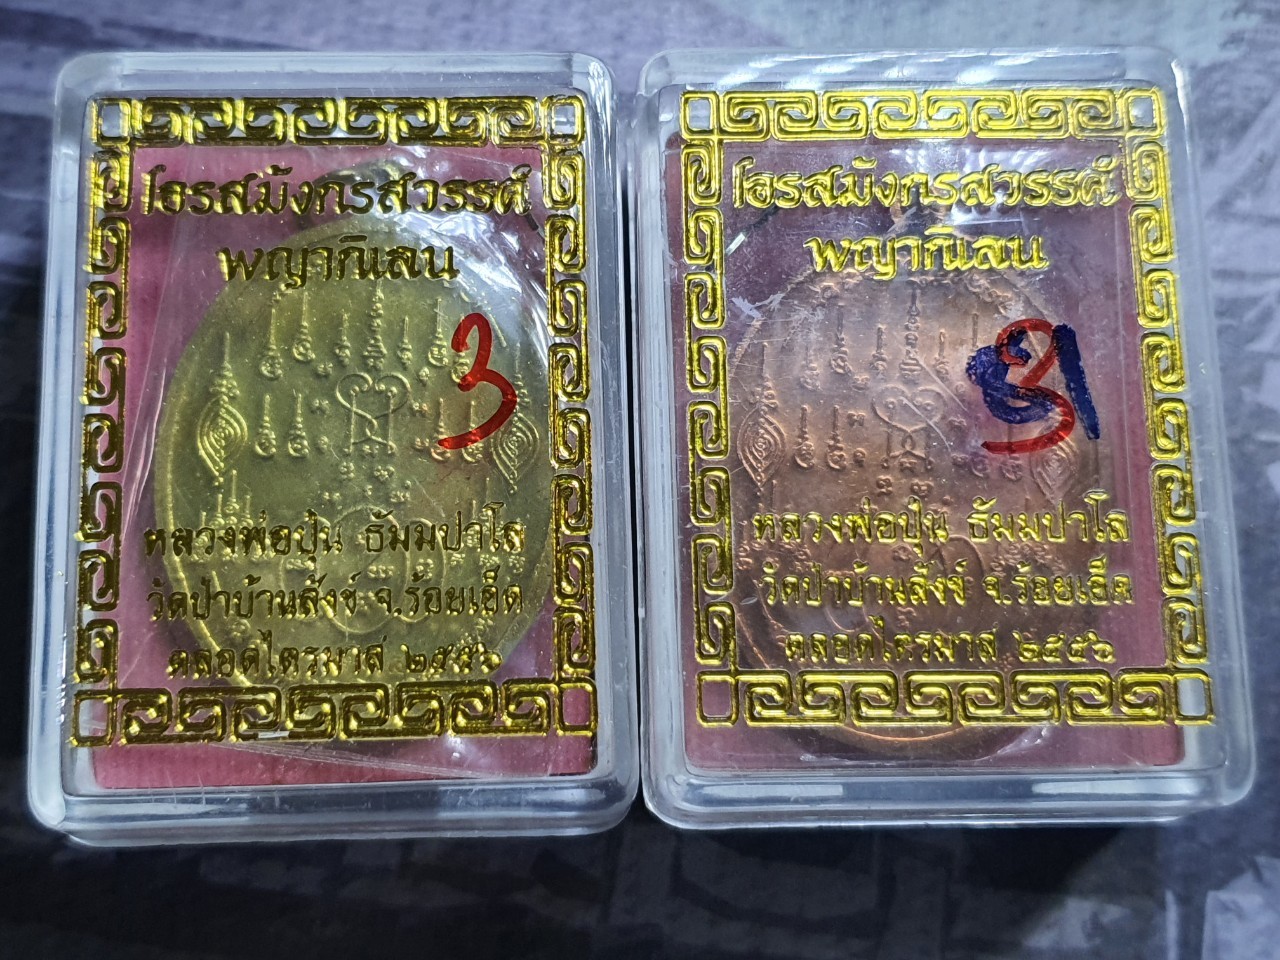 โอรสมังกรสวรรค์
พญากิเลน
3
หลวงพ่อปุ่น ธัมมปาโล
วัดป่าบ้านสังข์ จ.ร้อยเอ็ด
ตลอดไตรมาส ๒๕๕๖
โอรสมังกรสวรรค์
พญากิเลน
หลวงพ่อปุ่น ธัมมปาโล
วัดป่าบ้านสังข์ จ.ร้อยเอ็ด
ตลอดไตรมาส ๒๕๕๖